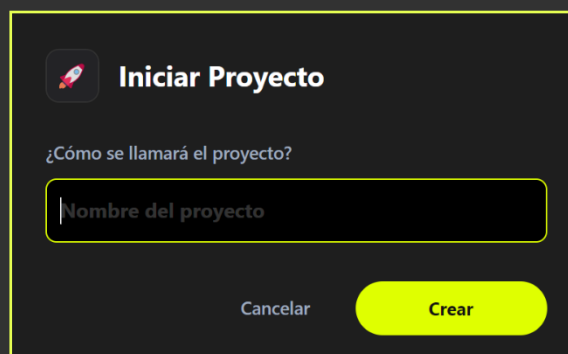 Iniciar Proyecto
¿Cómo se llamará el proyecto?
Nombre del proyecto
Cancelar
Crear